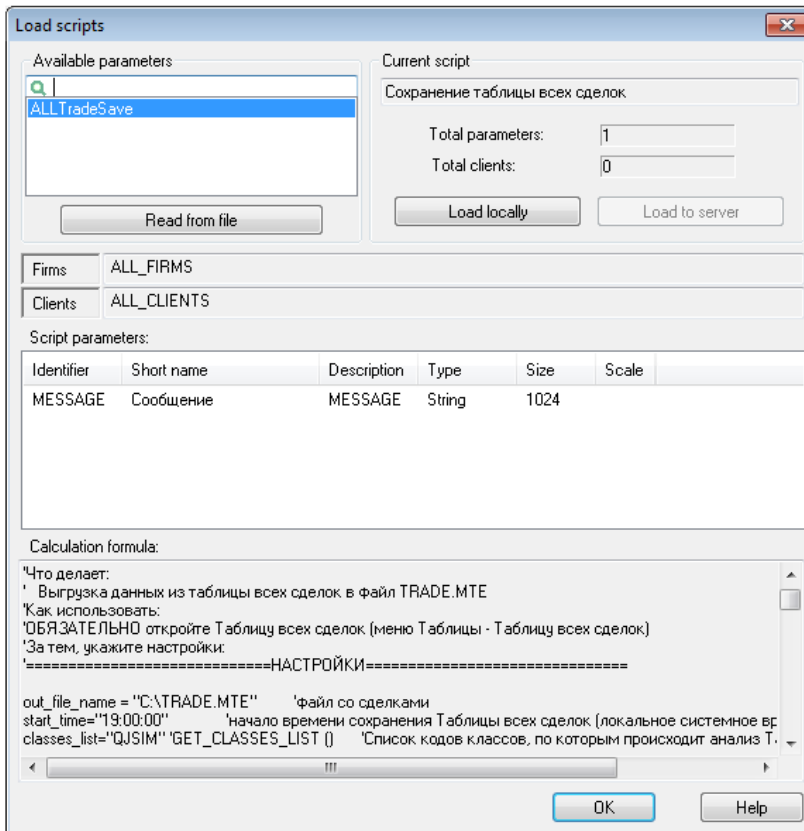 Load scripts
Available parameters
ALLTradeSave
Read from file
Current script
Сохранение таблицы всех сделок
Total parameters: 1
Total clients: 0
Load locally Load to server
Firms ALL_FIRMS
Clients ALL_CLIENTS
Script parameters:
Identifier Short name Description Type Size Scale
MESSAGE Сообщение MESSAGE String 1024
Calculation formula:
'Что делает:
' Выгрузка данных из таблицы всех сделок в файл TRADE.MTE
'Как использовать:
'ОБЯЗАТЕЛЬНО откройте Таблицу всех сделок (меню Таблицы - Таблицу всех сделок)
'За тем, укажите настройки:
'=============================НАСТРОЙКИ===============================
out_file_name = "C:\TRADE.MTE" 'файл со сделками
start_time="19:00:00" 'начало времени сохранения Таблицы всех сделок (локальное системное вр
classes_list="QJSIM" 'GET_CLASSES_LIST () 'Список кодов классов, по которым происходит анализ Т
OK Help